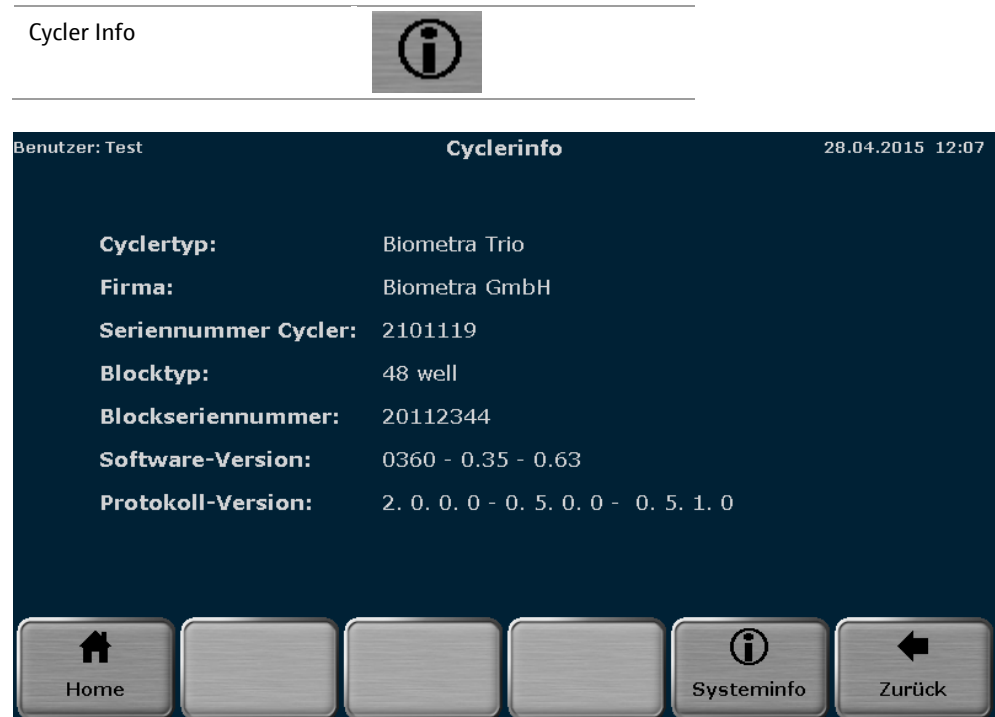 Cycler Info
Benutzer: Test Cyclerinfo 28.04.2015 12:07
Cyclertyp: Biometra Trio
Firma: Biometra GmbH
Seriennummer Cycler: 2101119
Blocktyp: 48 well
Blockseriennummer: 20112344
Software-Version: 0360 - 0.35 - 0.63
Protokoll-Version: 2. 0. 0. 0 - 0. 5. 0. 0 - 0. 5. 1. 0
Home Systeminfo Zurück